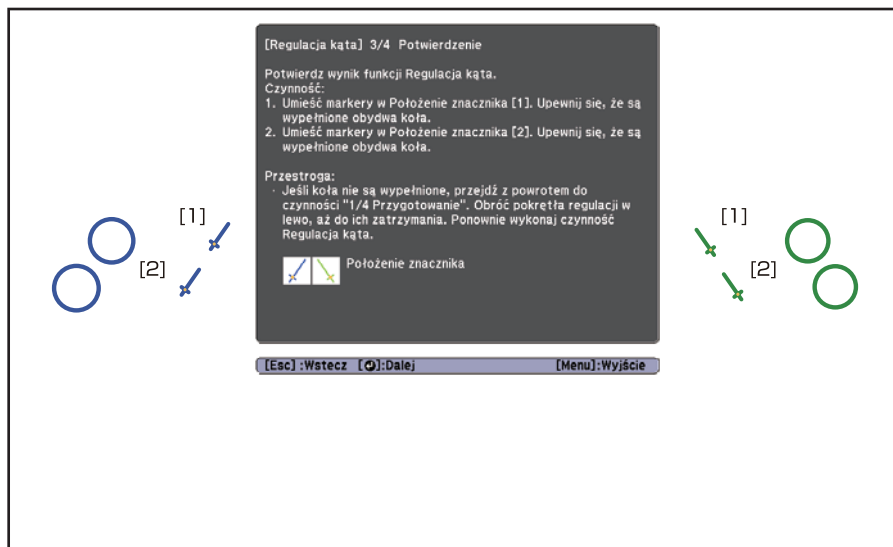 [Regulacja kąta] 3/4 Potwierdzenie
Potwierdz wynik funkcji Regulacja kąta.
Czynność:
1. Umieść markery w Położenie znacznika [1]. Upewnij się, że są
wypełnione obydwa koła.
2. Umieść markery w Położenie znacznika [2]. Upewnij się, że są
wypełnione obydwa koła.
Przestroga:
· Jeśli koła nie są wypełnione, przejdź z powrotem do
czynności "1/4 Przygotowanie". Obróć pokrętła regulacji w
lewo, aż do ich zatrzymania. Ponownie wykonaj czynność
Regulacja kąta.
[1]
[2]
[1]
[2]
Położenie znacznika
[Esc] :Wstecz [↵]:Dalej [Menu]:Wyjście